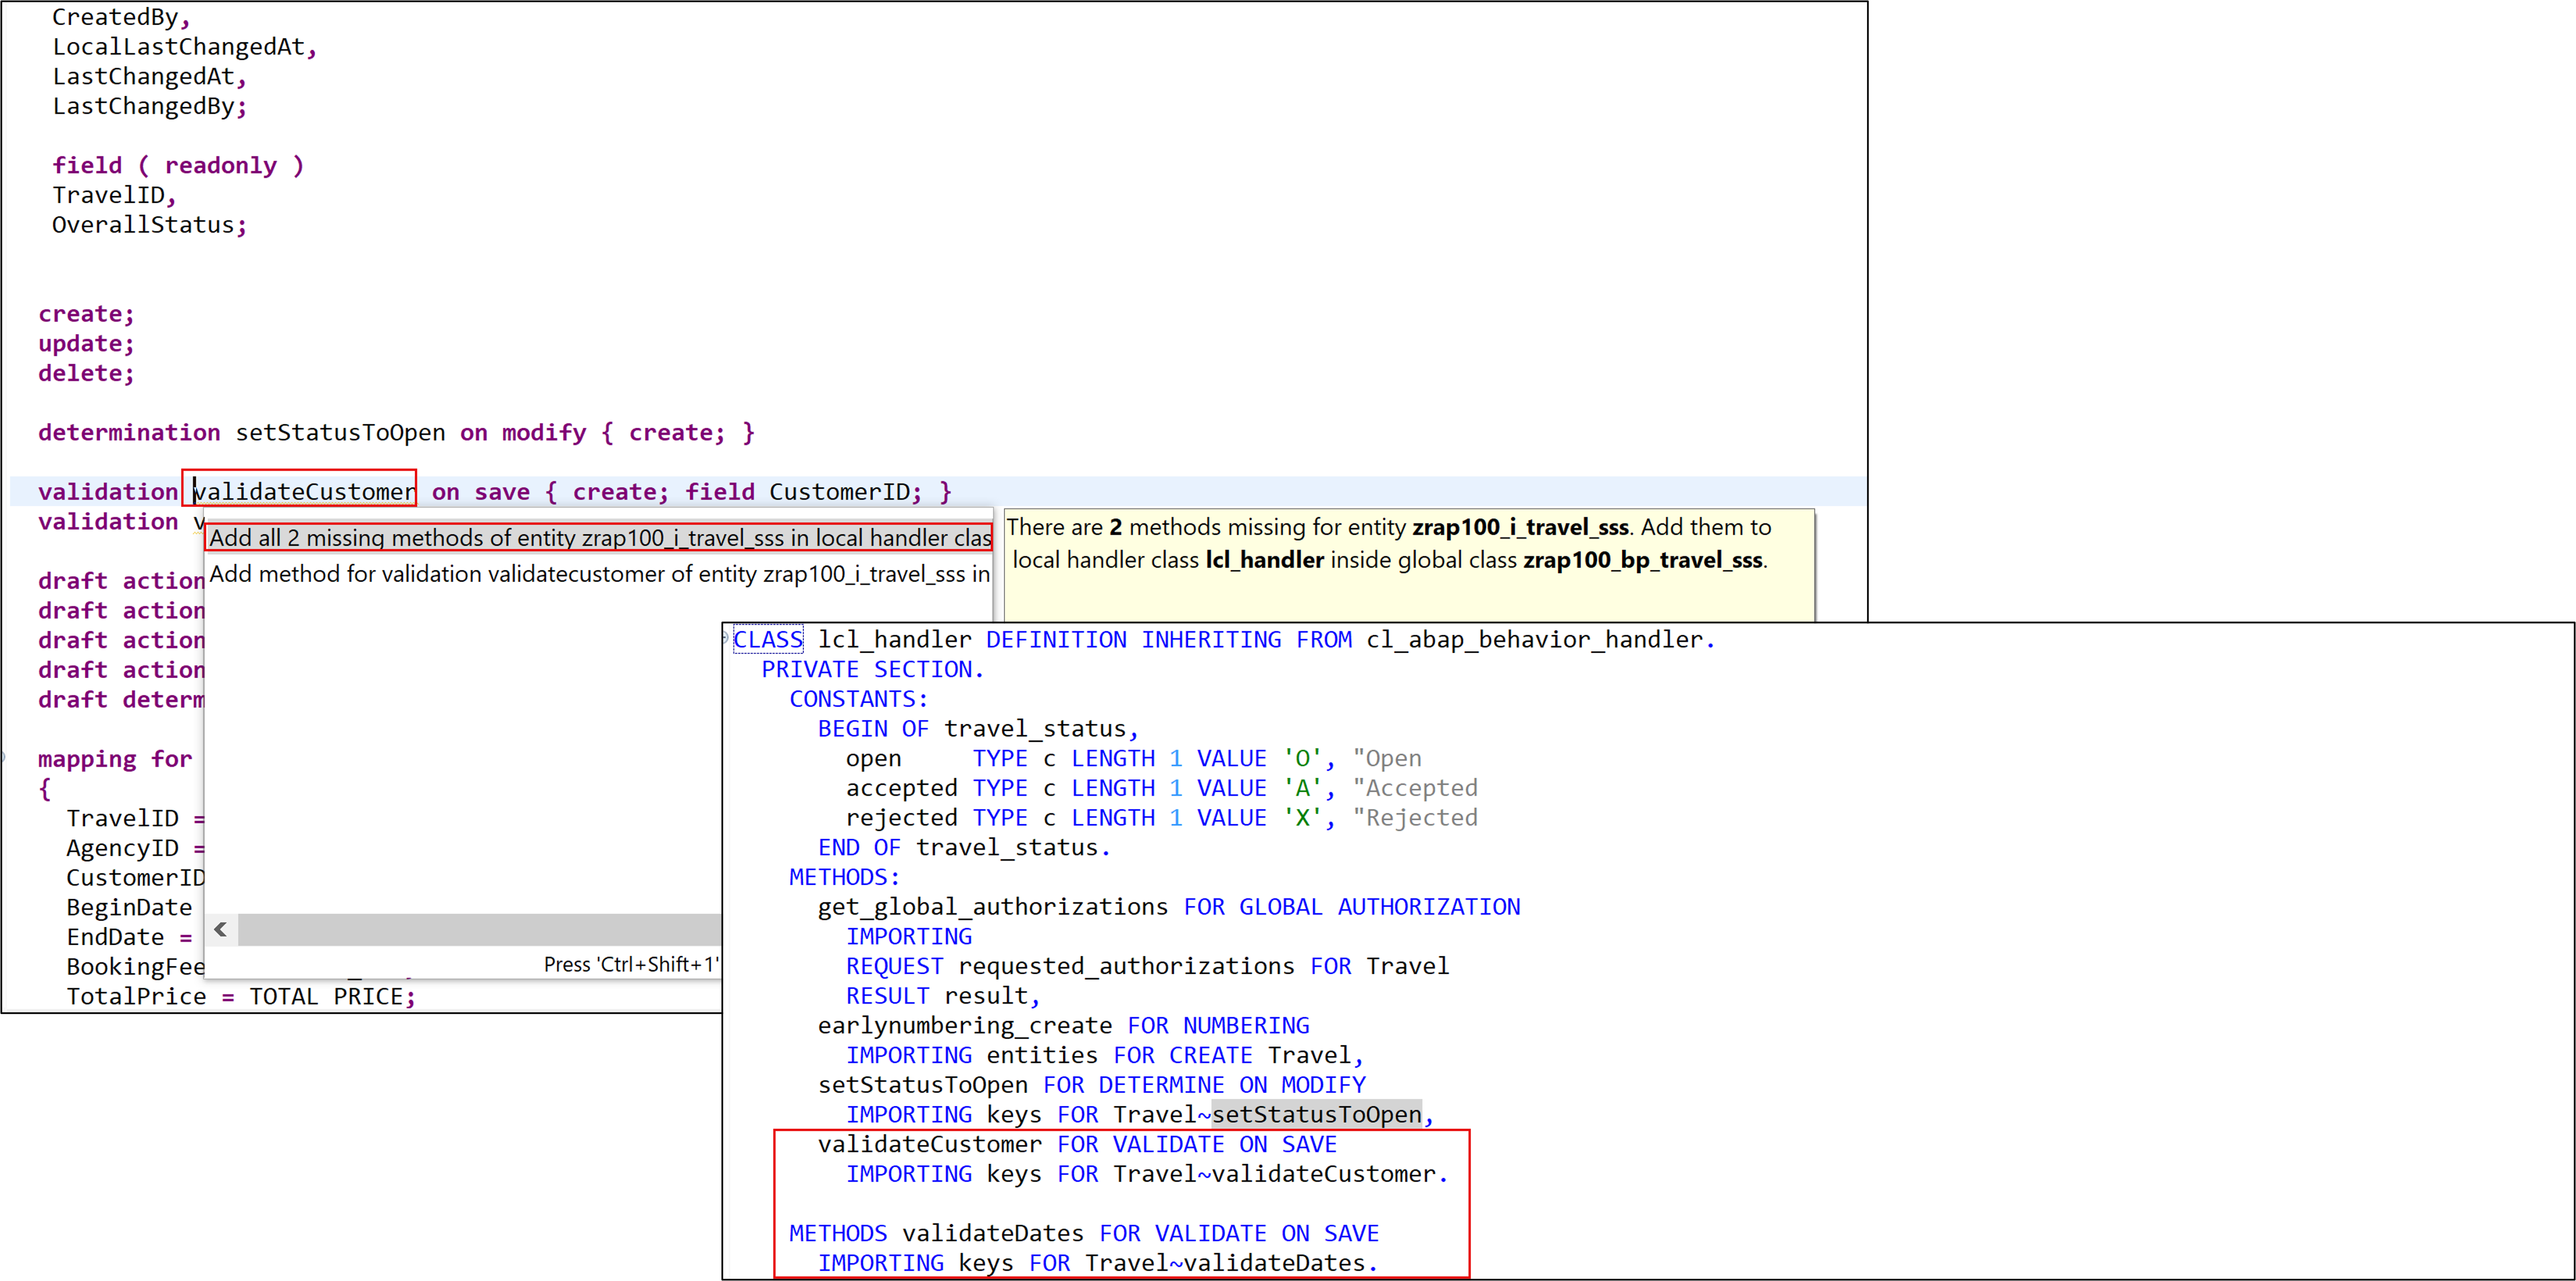 CreatedBy,
LocalLastChangedAt,
LastChangedAt,
LastChangedBy;
field ( readonly )
TravelID,
OverallStatus;
create;
update;
delete;
determination setStatusToOpen on modify { create; }
validation validateCustomer on save { create; field CustomerID; }
validation v
Add all 2 missing methods of entity zrap100_i_travel_sss in local handler clas
Add method for validation validatecustomer of entity zrap100_i_travel_sss in
There are 2 methods missing for entity zrap100_i_travel_sss. Add them to
local handler class lcl_handler inside global class zrap100_bp_travel_sss.
draft action
draft action
draft action
draft action
draft determ
mapping for
{
TravelID =
AgencyID =
CustomerID
BeginDate
EndDate =
BookingFee
TotalPrice = TOTAL_PRICE;
Press 'Ctrl+Shift+1'
CLASS lcl_handler DEFINITION INHERITING FROM cl_abap_behavior_handler.
PRIVATE SECTION.
CONSTANTS:
BEGIN OF travel_status,
open TYPE c LENGTH 1 VALUE 'O', "Open
accepted TYPE c LENGTH 1 VALUE 'A', "Accepted
rejected TYPE c LENGTH 1 VALUE 'X', "Rejected
END OF travel_status.
METHODS:
get_global_authorizations FOR GLOBAL AUTHORIZATION
IMPORTING
REQUEST requested_authorizations FOR Travel
RESULT result,
earlynumbering_create FOR NUMBERING
IMPORTING entities FOR CREATE Travel,
setStatusToOpen FOR DETERMINE ON MODIFY
IMPORTING keys FOR Travel~setStatusToOpen,
validateCustomer FOR VALIDATE ON SAVE
IMPORTING keys FOR Travel~validateCustomer.
METHODS validateDates FOR VALIDATE ON SAVE
IMPORTING keys FOR Travel~validateDates.